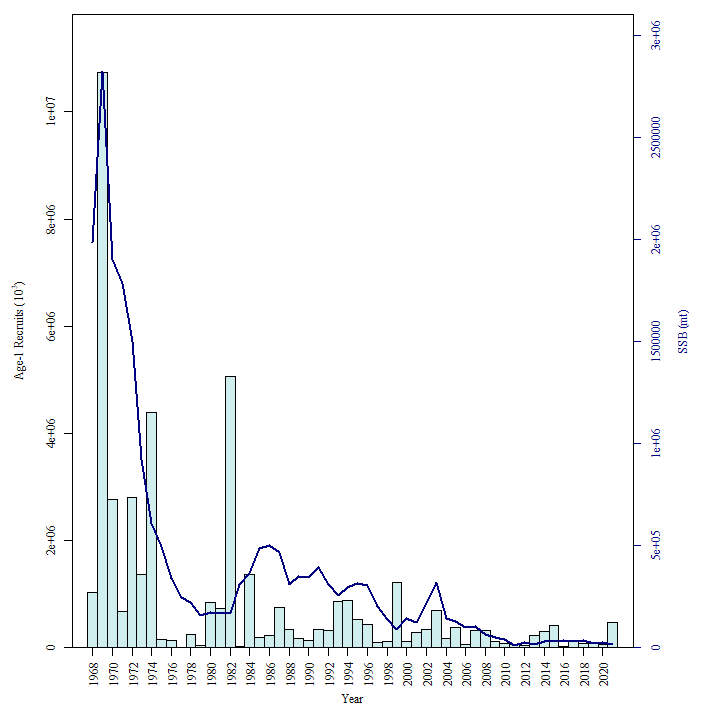 Age-1 Recruits (10³)
0
2e+06
4e+06
6e+06
8e+06
1e+07
0
5e+05
1e+06
1500000
2e+06
2500000
3e+06
SSB (mt)
1968 1970 1972 1974 1976 1978 1980 1982 1984 1986 1988 1990 1992 1994 1996 1998 2000 2002 2004 2006 2008 2010 2012 2014 2016 2018 2020
Year